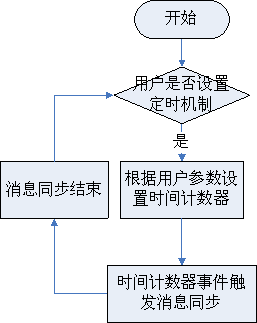 开始
用户是否设置
定时机制
是
根据用户参数设
置时间计数器
消息同步结束
时间计数器事件触
发消息同步